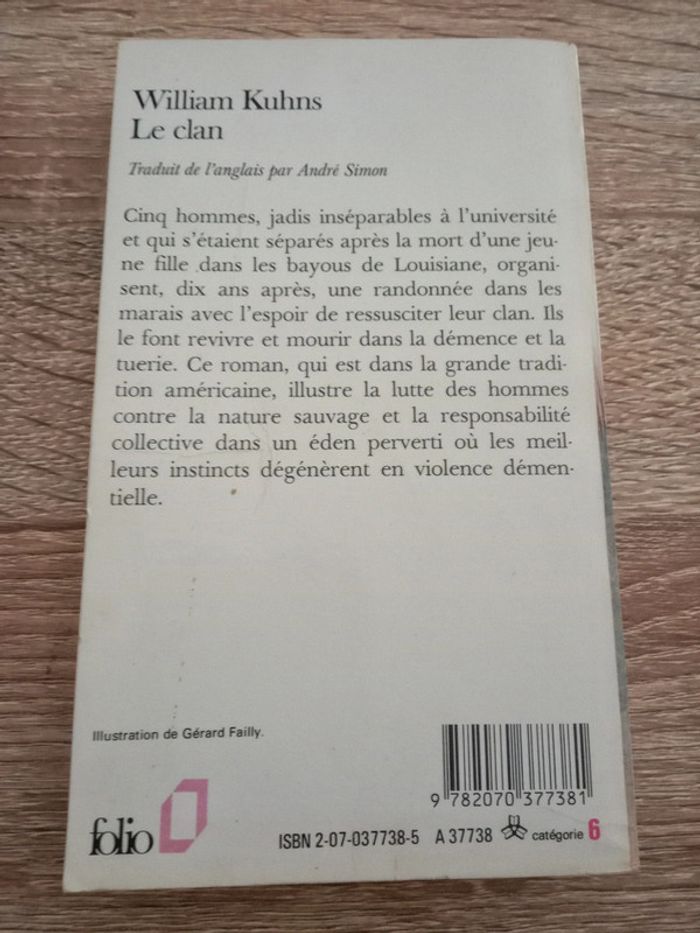 William Kuhns
Le clan
Traduit de l'anglais par André Simon
Cinq hommes, jadis inséparables à l'université
et qui s'étaient séparés après la mort d'une jeu-
ne fille dans les bayous de Louisiane, organi-
sent, dix ans après, une randonnée dans les
marais avec l'espoir de ressusciter leur clan. Ils
le font revivre et mourir dans la démence et la
tuerie. Ce roman, qui est dans la grande tradi-
tion américaine, illustre la lutte des hommes
contre la nature sauvage et la responsabilité
collective dans un éden perverti où les meil-
leurs instincts dégénèrent en violence démen-
tielle.
Illustration de Gérard Failly.
9 782070 377381
folio
ISBN 2-07-037738-5 A 37738 catégorie 6